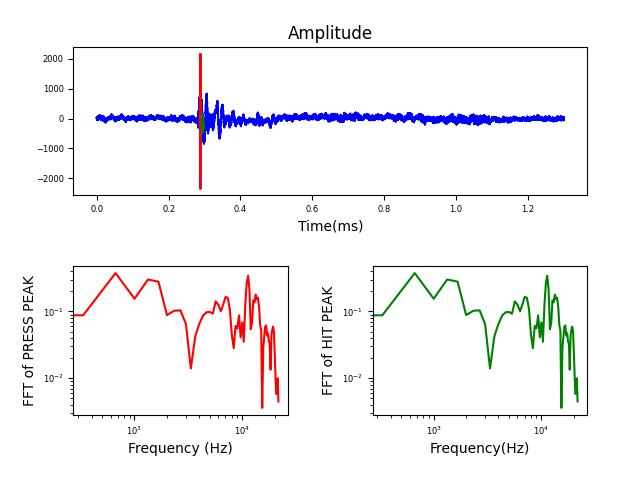 Amplitude
2000
1000
0
−1000
−2000
0.0 0.2 0.4 0.6 0.8 1.0 1.2
Time(ms)
FFT of PRESS PEAK
10⁻¹
10⁻²
10³ 10⁴
Frequency (Hz)
FFT of HIT PEAK
10⁻¹
10⁻²
10³ 10⁴
Frequency(Hz)